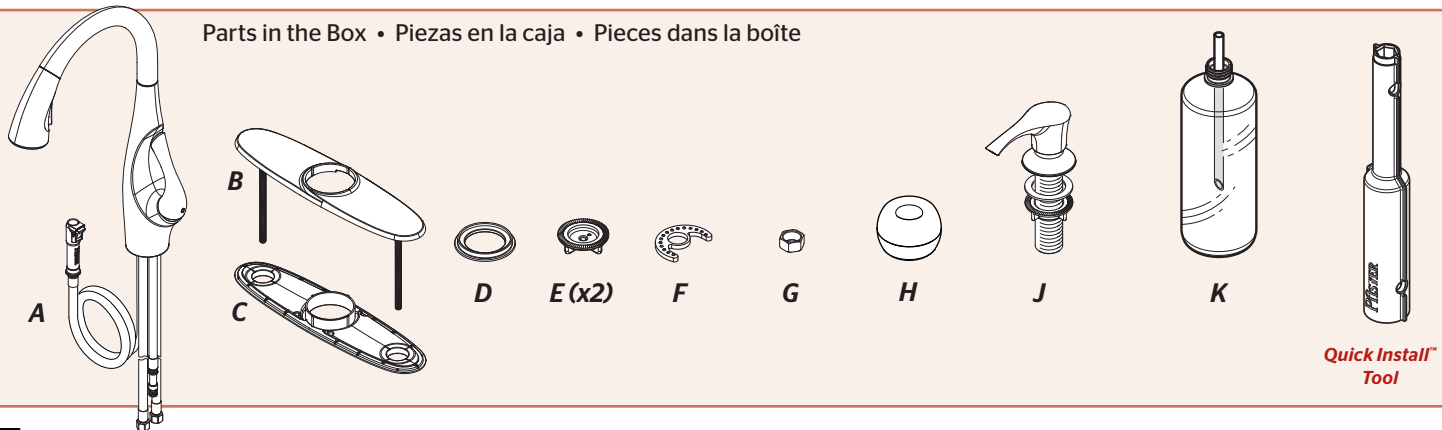 Parts in the Box • Piezas en la caja • Pieces dans la boîte
A
B
C
D
E (x2)
F
G
H
J
K
PFISTER
Quick Install™
Tool